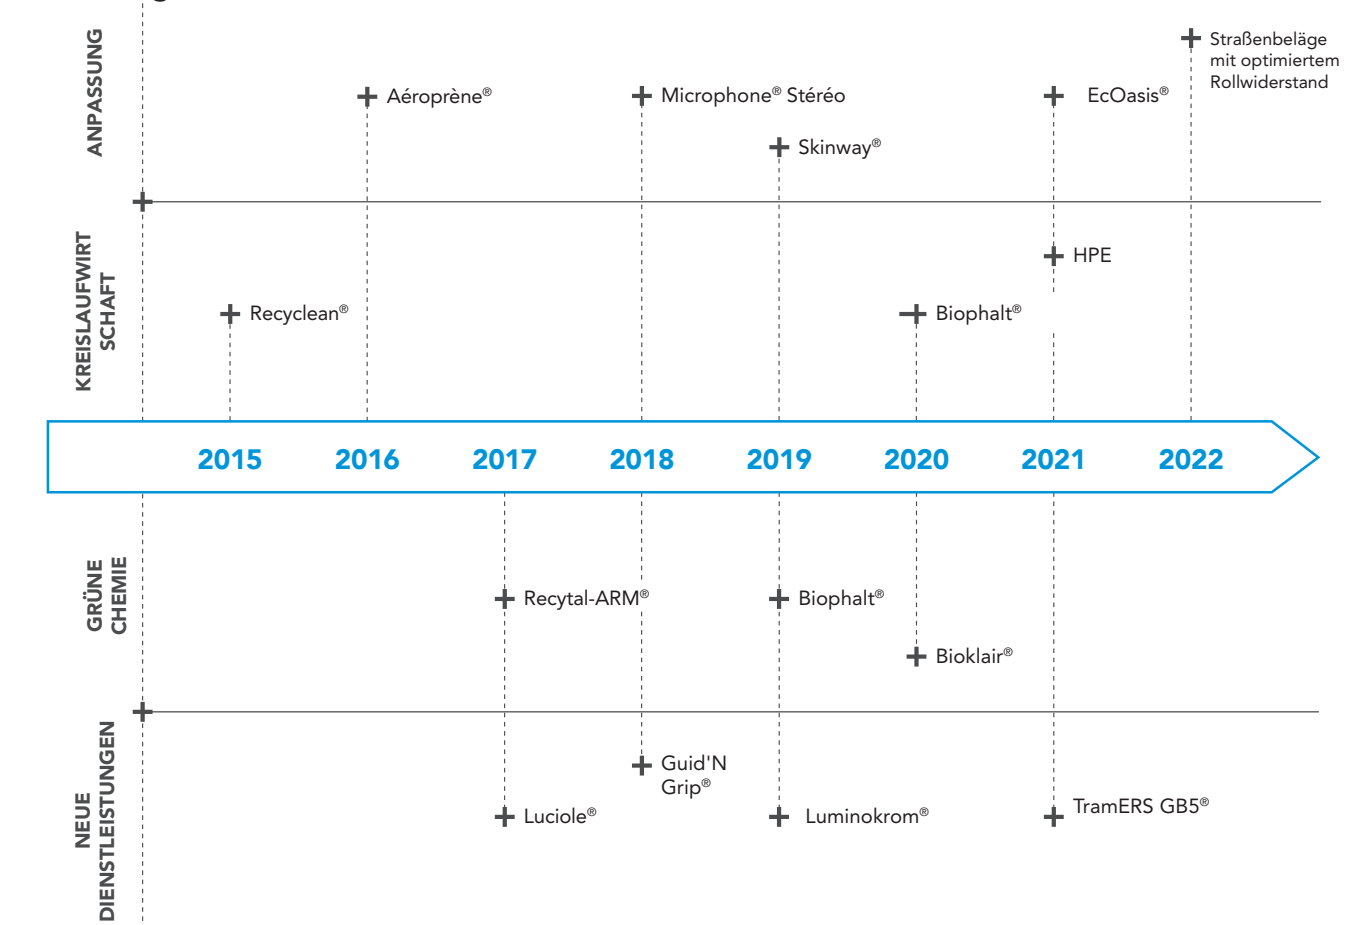 ANPASSUNG
Straßenbeläge
mit optimiertem
Rollwiderstand
Aéroprène®
Microphone® Stéréo
EcOasis®
Skinway®
KREISLAUFWIRT
SCHAFT
HPE
Recyclean®
Biophalt®
2015 2016 2017 2018 2019 2020 2021 2022
GRÜNE
CHEMIE
Recytal-ARM®
Biophalt®
Bioklair®
NEUE
DIENSTLEISTUNGEN
Guid'N
Grip®
Luciole®
Luminokrom®
TramERS GB5®